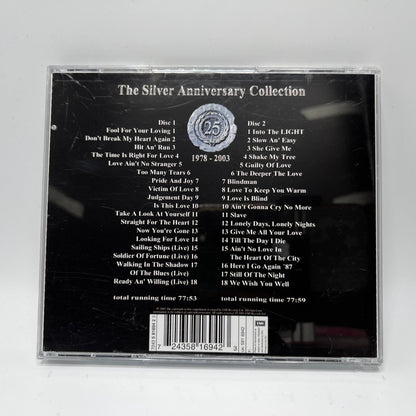 The Silver Anniversary Collection
25
1978 - 2003
Disc 1
Fool For Your Loving 1
Don't Break My Heart Again 2
Hit An' Run 3
The Time Is Right For Love 4
Love Ain't No Stranger 5
Too Many Tears 6
Pride And Joy 7
Victim Of Love 8
Judgement Day 9
Is This Love 10
Take A Look At Yourself 11
Straight For The Heart 12
Now You're Gone 13
Looking For Love 14
Sailing Ships (Live) 15
Soldier Of Fortune (Live) 16
Walking In The Shadow 17
Of The Blues (Live)
Ready An' Willing (Live) 18
total running time 77:53
Disc 2
1 Into The LIGHT
2 Slow An' Easy
3 She Give Me
4 Shake My Tree
5 Guilty Of Love
6 The Deeper The Love
7 Blindman
8 Love To Keep You Warm
9 Love Is Blind
10 Ain't Gonna Cry No More
11 Slave
12 Lonely Days, Lonely Nights
13 Give Me All Your Love
14 Till The Day I Die
15 Ain't No Love In
The Heart Of The City
16 Here I Go Again '87
17 Still Of The Night
18 We Wish You Well
total running time 77:59
7 24358 16942
EMI